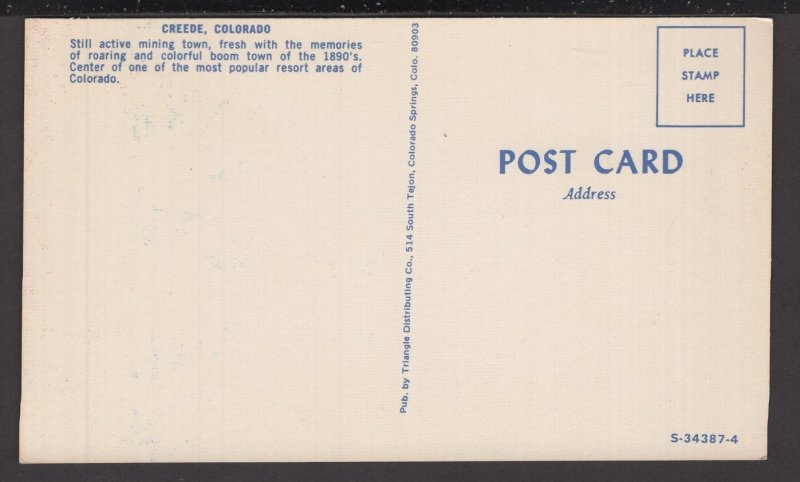 CREEDE, COLORADO
Still active mining town, fresh with the memories
of roaring and colorful boom town of the 1890's.
Center of one of the most popular resort areas of
Colorado.
Pub. by Triangle Distributing Co., 514 South Tejon, Colorado Springs, Colo. 80903
PLACE
STAMP
HERE
POST CARD
Address
S-34387-4